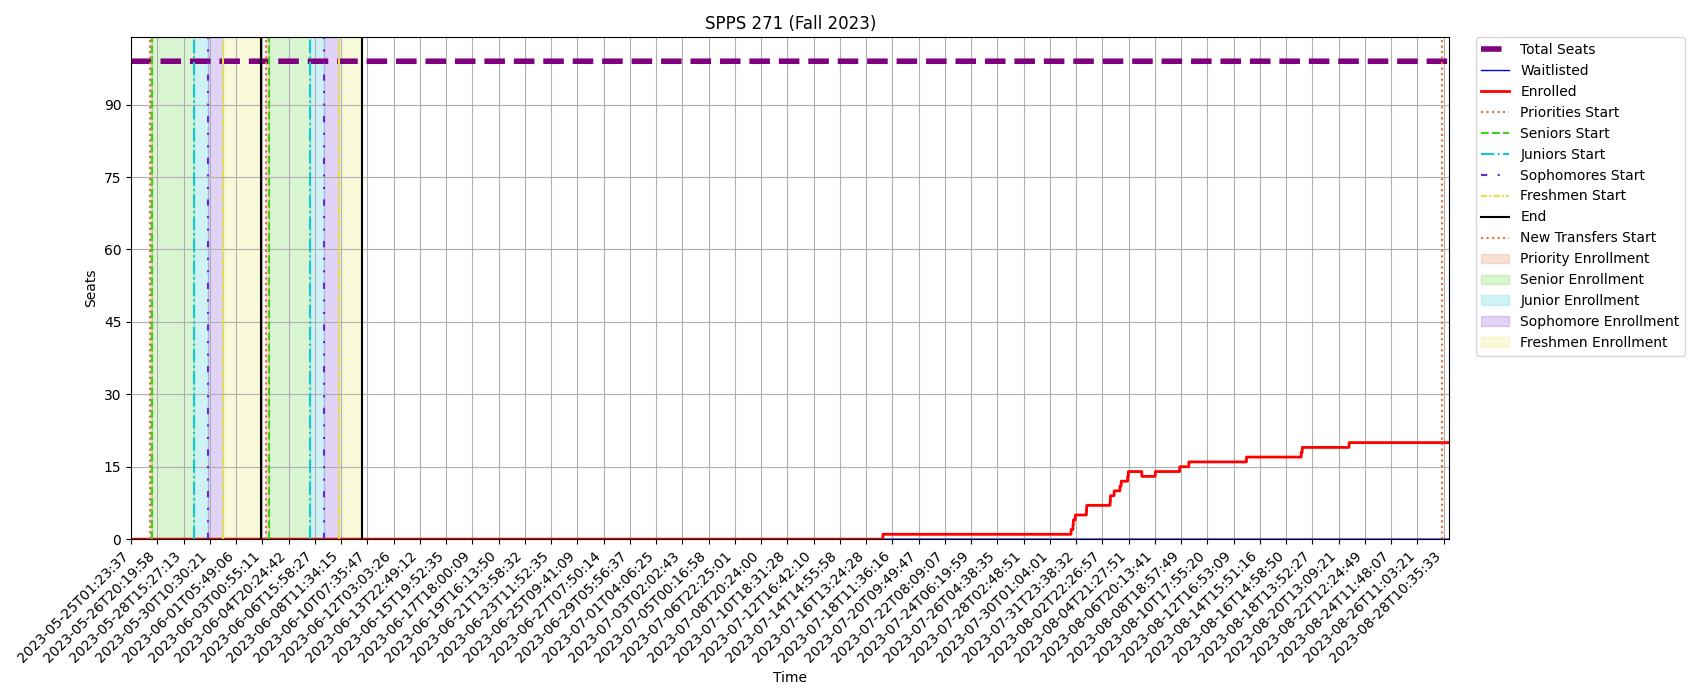 SPPS 271 (Fall 2023)
Seats
90
75
60
45
30
15
0
2023-05-25T01:23:37
2023-05-26T20:19:58
2023-05-28T15:27:13
2023-05-30T10:30:21
2023-06-01T05:49:06
2023-06-03T00:55:11
2023-06-04T20:24:42
2023-06-06T15:58:27
2023-06-08T11:34:15
2023-06-10T07:35:47
2023-06-12T03:03:26
2023-06-13T22:49:12
2023-06-15T19:52:35
2023-06-17T18:00:09
2023-06-19T16:13:50
2023-06-21T13:58:32
2023-06-23T11:52:35
2023-06-25T09:41:09
2023-06-27T07:50:14
2023-06-29T05:56:37
2023-07-01T04:06:25
2023-07-03T02:02:43
2023-07-05T00:16:58
2023-07-06T22:25:01
2023-07-08T20:24:00
2023-07-10T18:31:28
2023-07-12T16:42:10
2023-07-14T14:55:58
2023-07-16T13:24:28
2023-07-18T11:36:16
2023-07-20T09:49:47
2023-07-22T08:09:07
2023-07-24T06:19:59
2023-07-26T04:38:35
2023-07-28T02:48:51
2023-07-30T01:04:01
2023-07-31T23:38:32
2023-08-02T22:26:57
2023-08-04T21:27:51
2023-08-06T20:13:41
2023-08-08T18:57:49
2023-08-10T17:55:20
2023-08-12T16:53:09
2023-08-14T15:51:16
2023-08-16T14:58:50
2023-08-18T13:52:27
2023-08-20T13:09:21
2023-08-22T12:24:49
2023-08-24T11:48:07
2023-08-26T11:03:21
2023-08-28T10:35:33
Time
Total Seats
Waitlisted
Enrolled
Priorities Start
Seniors Start
Juniors Start
Sophomores Start
Freshmen Start
End
New Transfers Start
Priority Enrollment
Senior Enrollment
Junior Enrollment
Sophomore Enrollment
Freshmen Enrollment